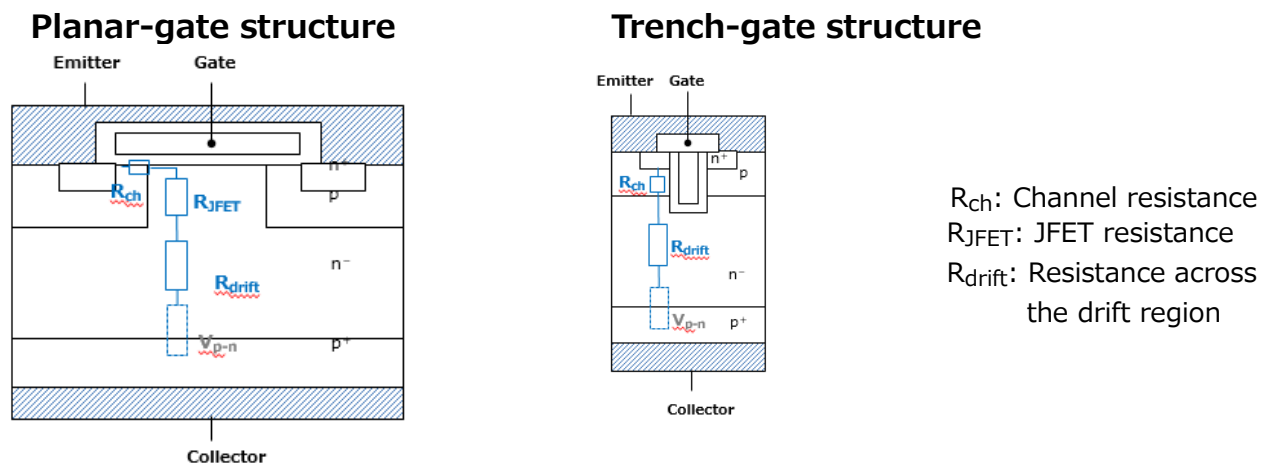 Planar-gate structure
Trench-gate structure
Emitter
Gate
n+
p
Rch
RJFET
n−
Rdrift
Vp-n
p+
Collector
Emitter
Gate
n+
p
Rch
Rdrift
n−
Vp-n
p+
Collector
Rch: Channel resistance
RJFET: JFET resistance
Rdrift: Resistance across
the drift region